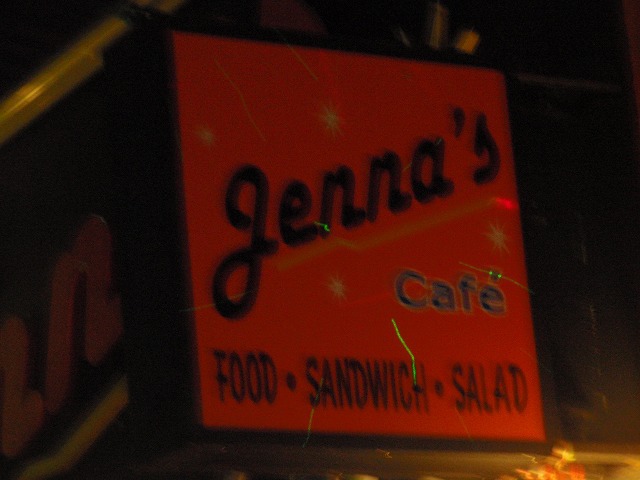 Jenna's
Cafe
FOOD • SANDWICH • SALAD